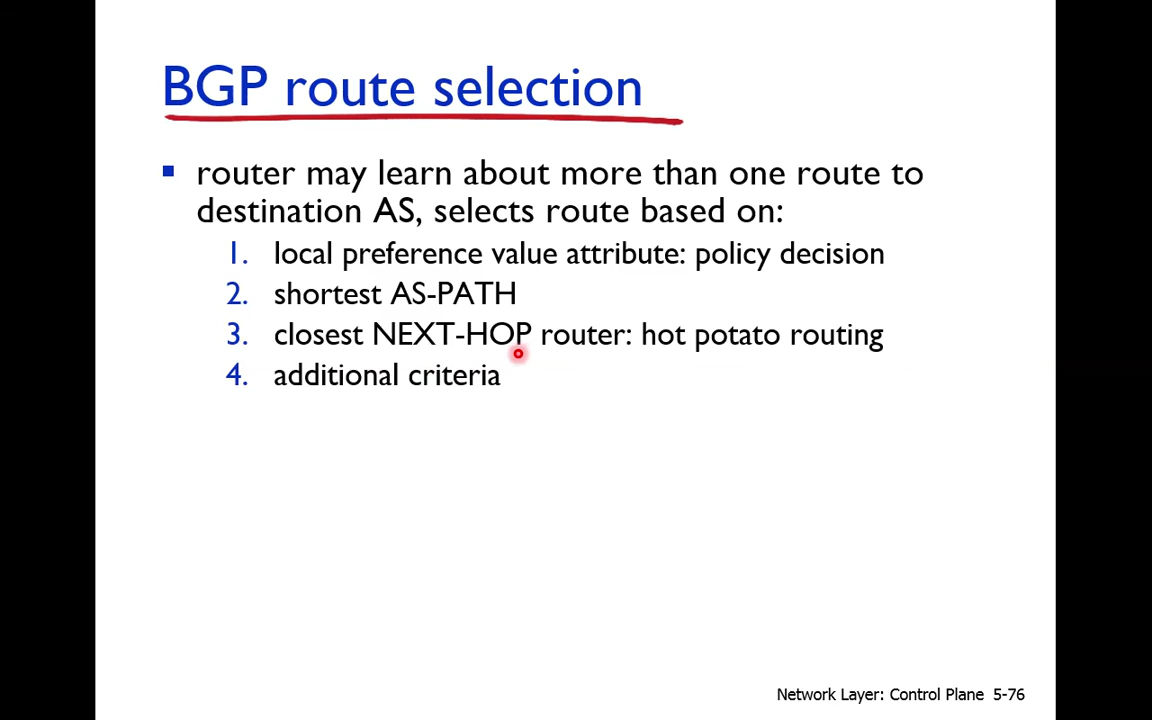 BGP route selection
router may learn about more than one route to
destination AS, selects route based on:
1. local preference value attribute: policy decision
2. shortest AS-PATH
3. closest NEXT-HOP router: hot potato routing
4. additional criteria
Network Layer: Control Plane 5-76